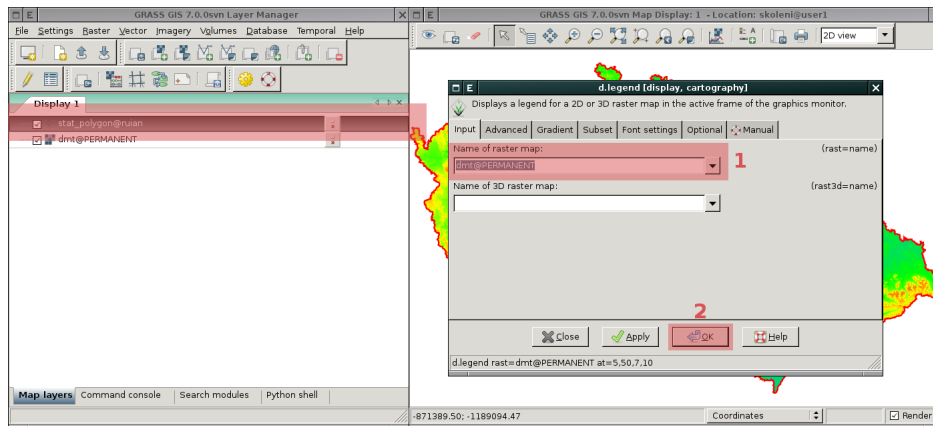 GRASS GIS 7.0.0svn Layer Manager
File Settings Raster Vector Imagery Volumes Database Temporal Help
Display 1
stat_polygon@ruian
dmt@PERMANENT
Map layers Command console Search modules Python shell
GRASS GIS 7.0.0svn Map Display: 1 - Location: skoleni@user1
2D view
d.legend [display, cartography]
Displays a legend for a 2D or 3D raster map in the active frame of the graphics monitor.
Input Advanced Gradient Subset Font settings Optional Manual
Name of raster map: (rast=name)
dmt@PERMANENT
1
Name of 3D raster map: (rast3d=name)
2
Close Apply OK Help
d.legend rast=dmt@PERMANENT at=5,50,7,10
-871389.50; -1189094.47 Coordinates Render